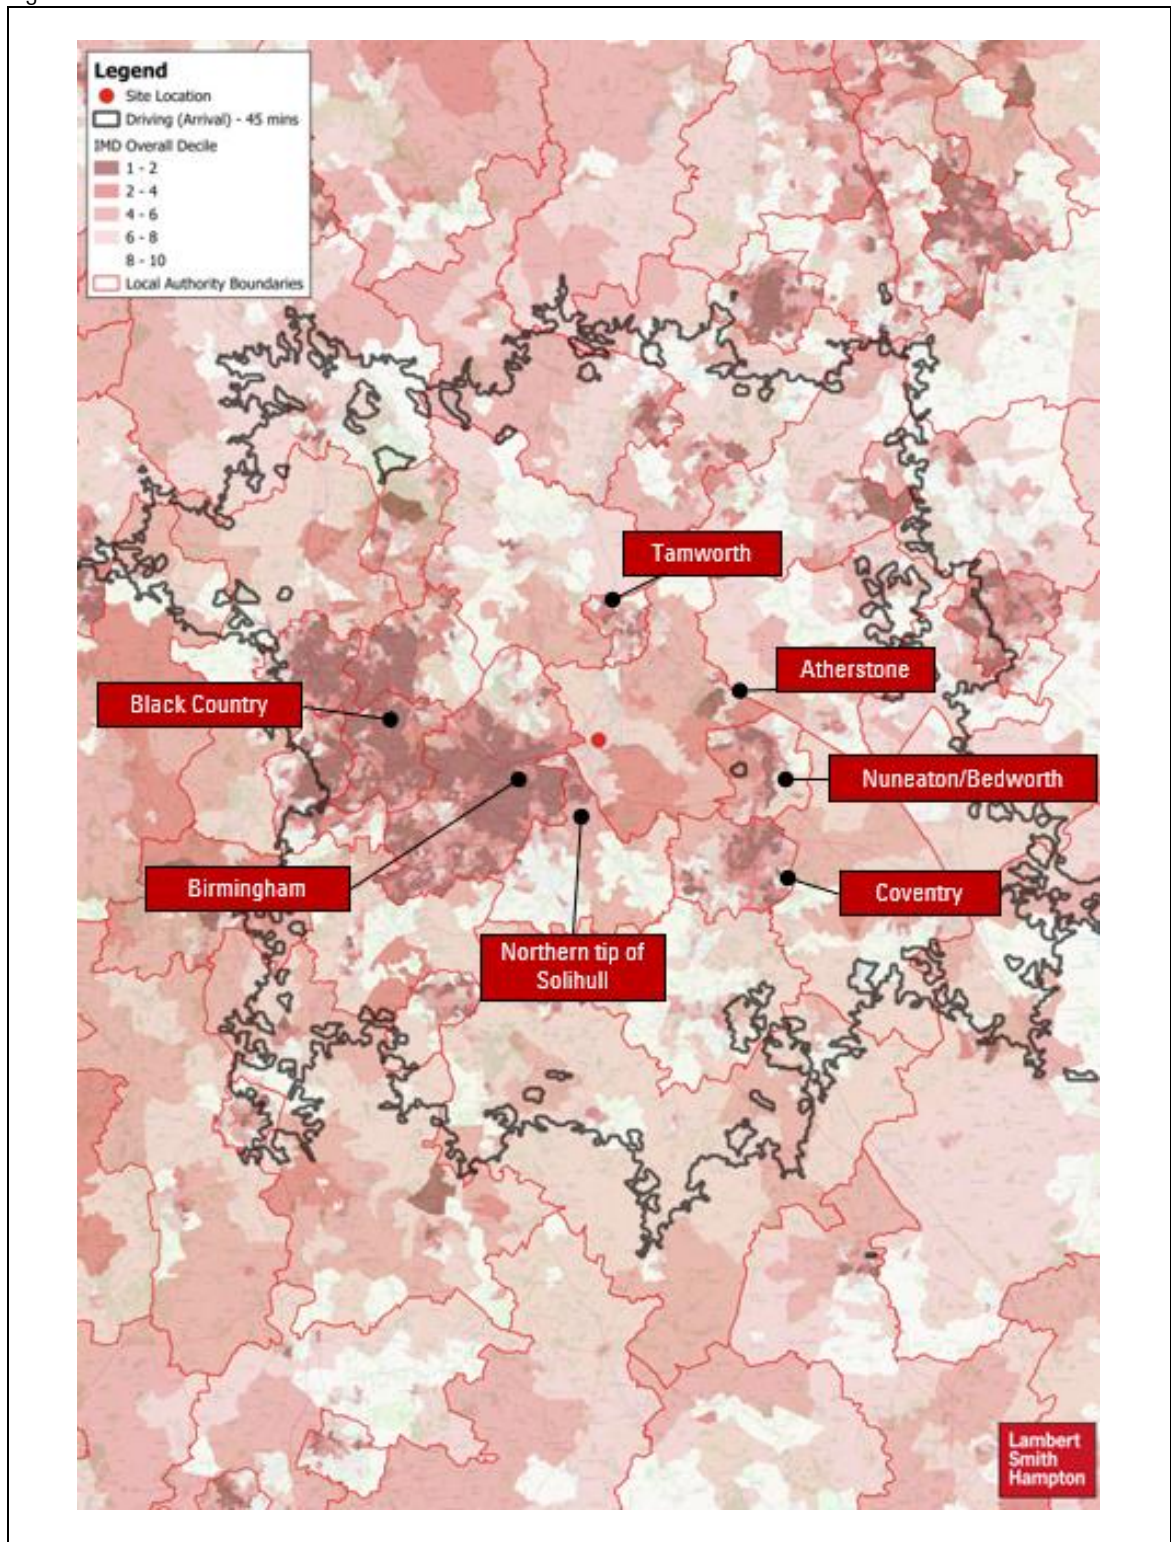 Legend
Site Location
Driving (Arrival) - 45 mins
IMD Overall Decile
1 - 2
2 - 4
4 - 6
6 - 8
8 - 10
Local Authority Boundaries
Tamworth
Atherstone
Black Country
Nuneaton/Bedworth
Birmingham
Coventry
Northern tip of
Solihull
Lambert
Smith
Hampton